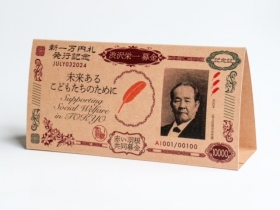 新一万円札
発行記念
JULY032024
渋沢栄一募金
未来ある
こどもたちのために
Supporting
Social Welfare
in TOKYO
赤い羽根
共同募金
AI001/00100
10000